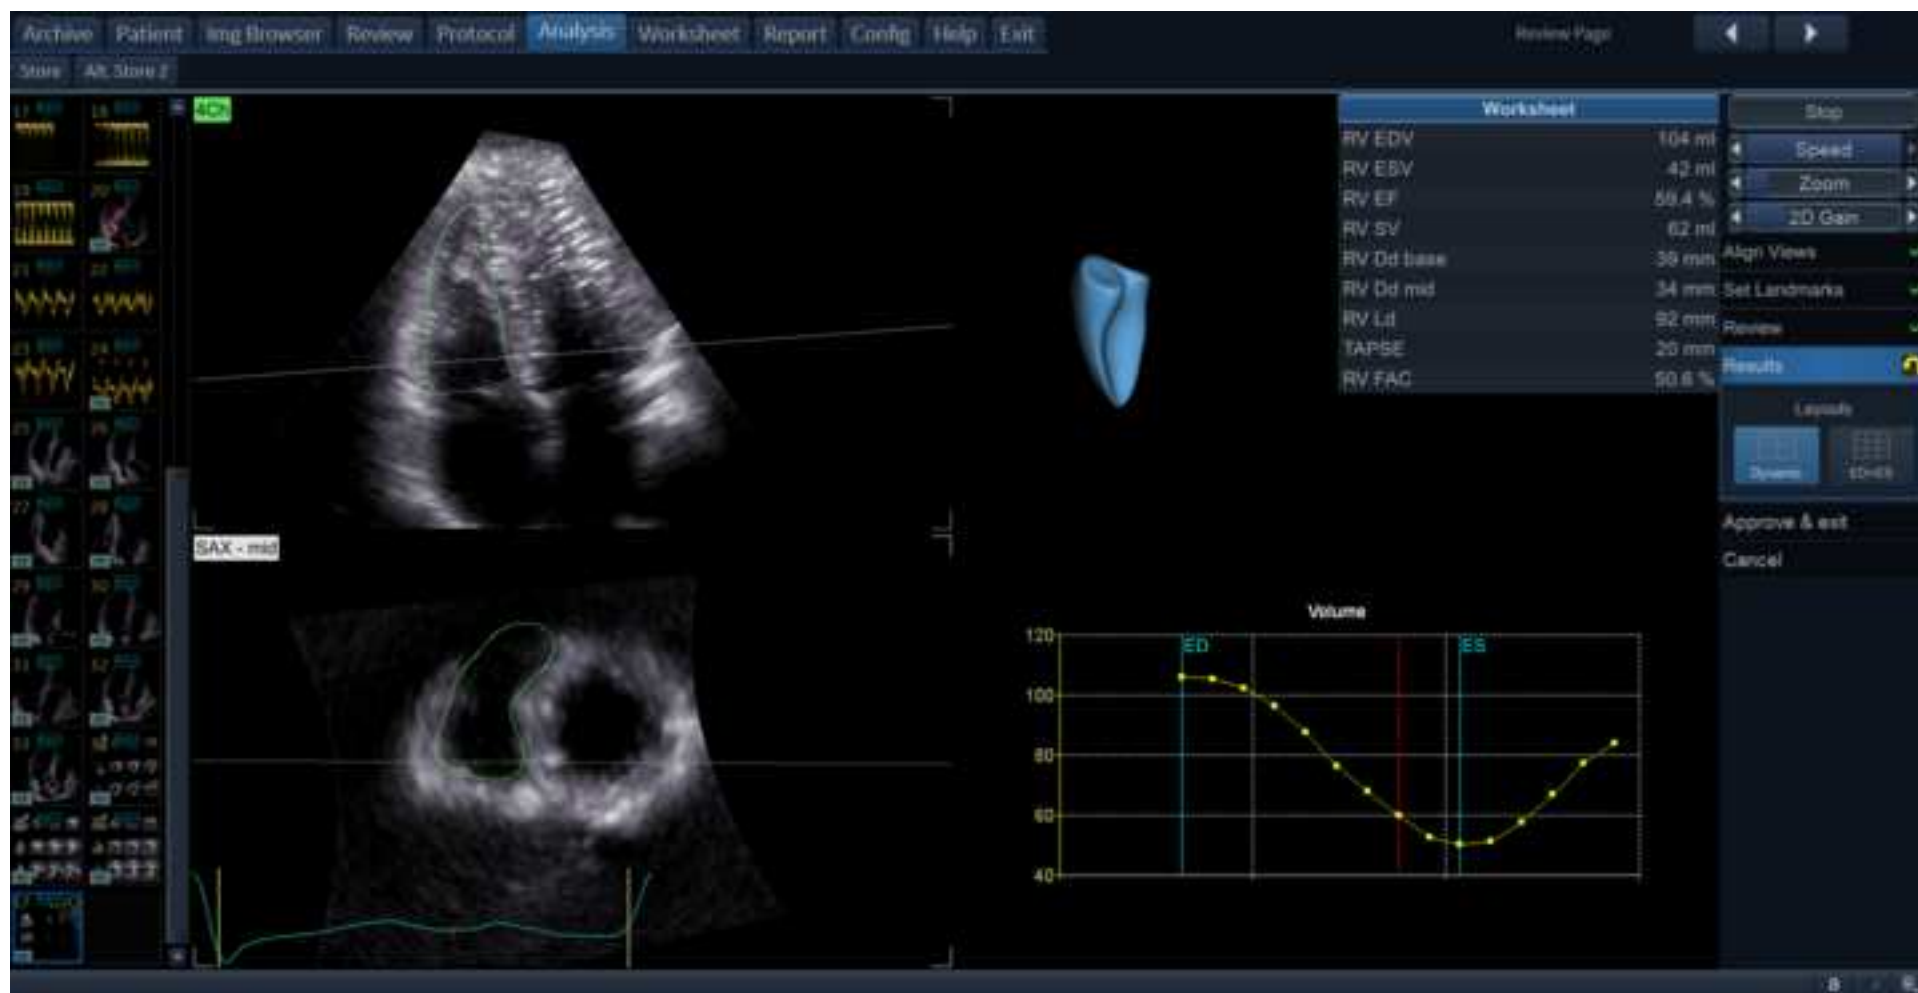 Archive Patient Img Browser Review Protocol Analysis Worksheet Report Config Help Exit Review Page
Store Alt. Store 2
4Ch
SAX - mid
Worksheet
RV EDV 104 ml
RV ESV 42 ml
RV EF 59.4 %
RV SV 62 ml
RV Dd base 39 mm
RV Dd mid 34 mm
RV Ld 92 mm
TAPSE 20 mm
RV FAC 50.6 %
Stop
Speed
Zoom
2D Gain
Align Views
Set Landmarks
Review
Results
Layouts
Dynamic ED+ES
Approve & exit
Cancel
Volume
ED ES
120
100
80
60
40